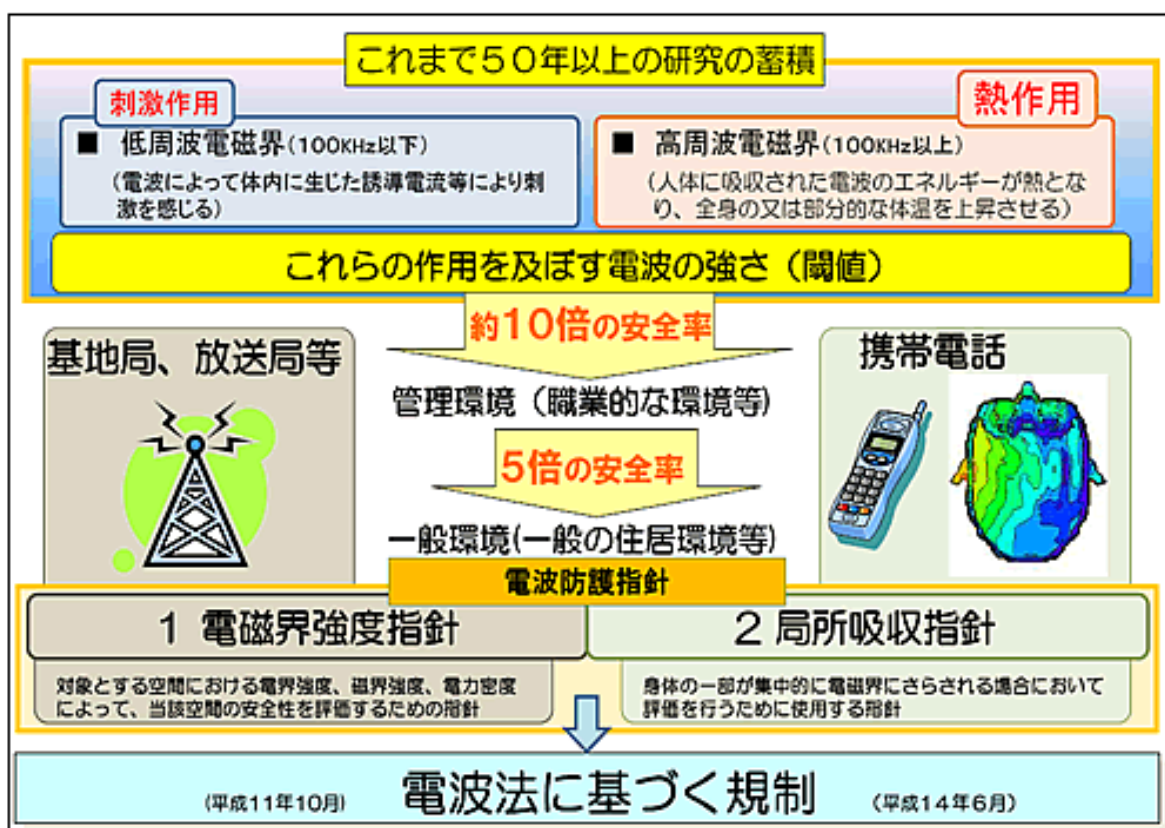 これまで５０年以上の研究の蓄積
刺激作用
■ 低周波電磁界(100KHz以下)
(電波によって体内に生じた誘導電流等により刺
激を感じる)
熱作用
■ 高周波電磁界(100KHz以上)
(人体に吸収された電波のエネルギーが熱とな
り、全身の又は部分的な体温を上昇させる)
これらの作用を及ぼす電波の強さ（閾値）
約10倍の安全率
管理環境（職業的な環境等)
5倍の安全率
一般環境(一般の住居環境等)
基地局、放送局等
携帯電話
電波防護指針
１ 電磁界強度指針
対象とする空間における電界強度、磁界強度、電力密度
によって、当該空間の安全性を評価するための指針
２ 局所吸収指針
身体の一部が集中的に電磁界にさらされる場合において
評価を行うために使用する指針
(平成11年10月) 電波法に基づく規制 （平成14年6月）